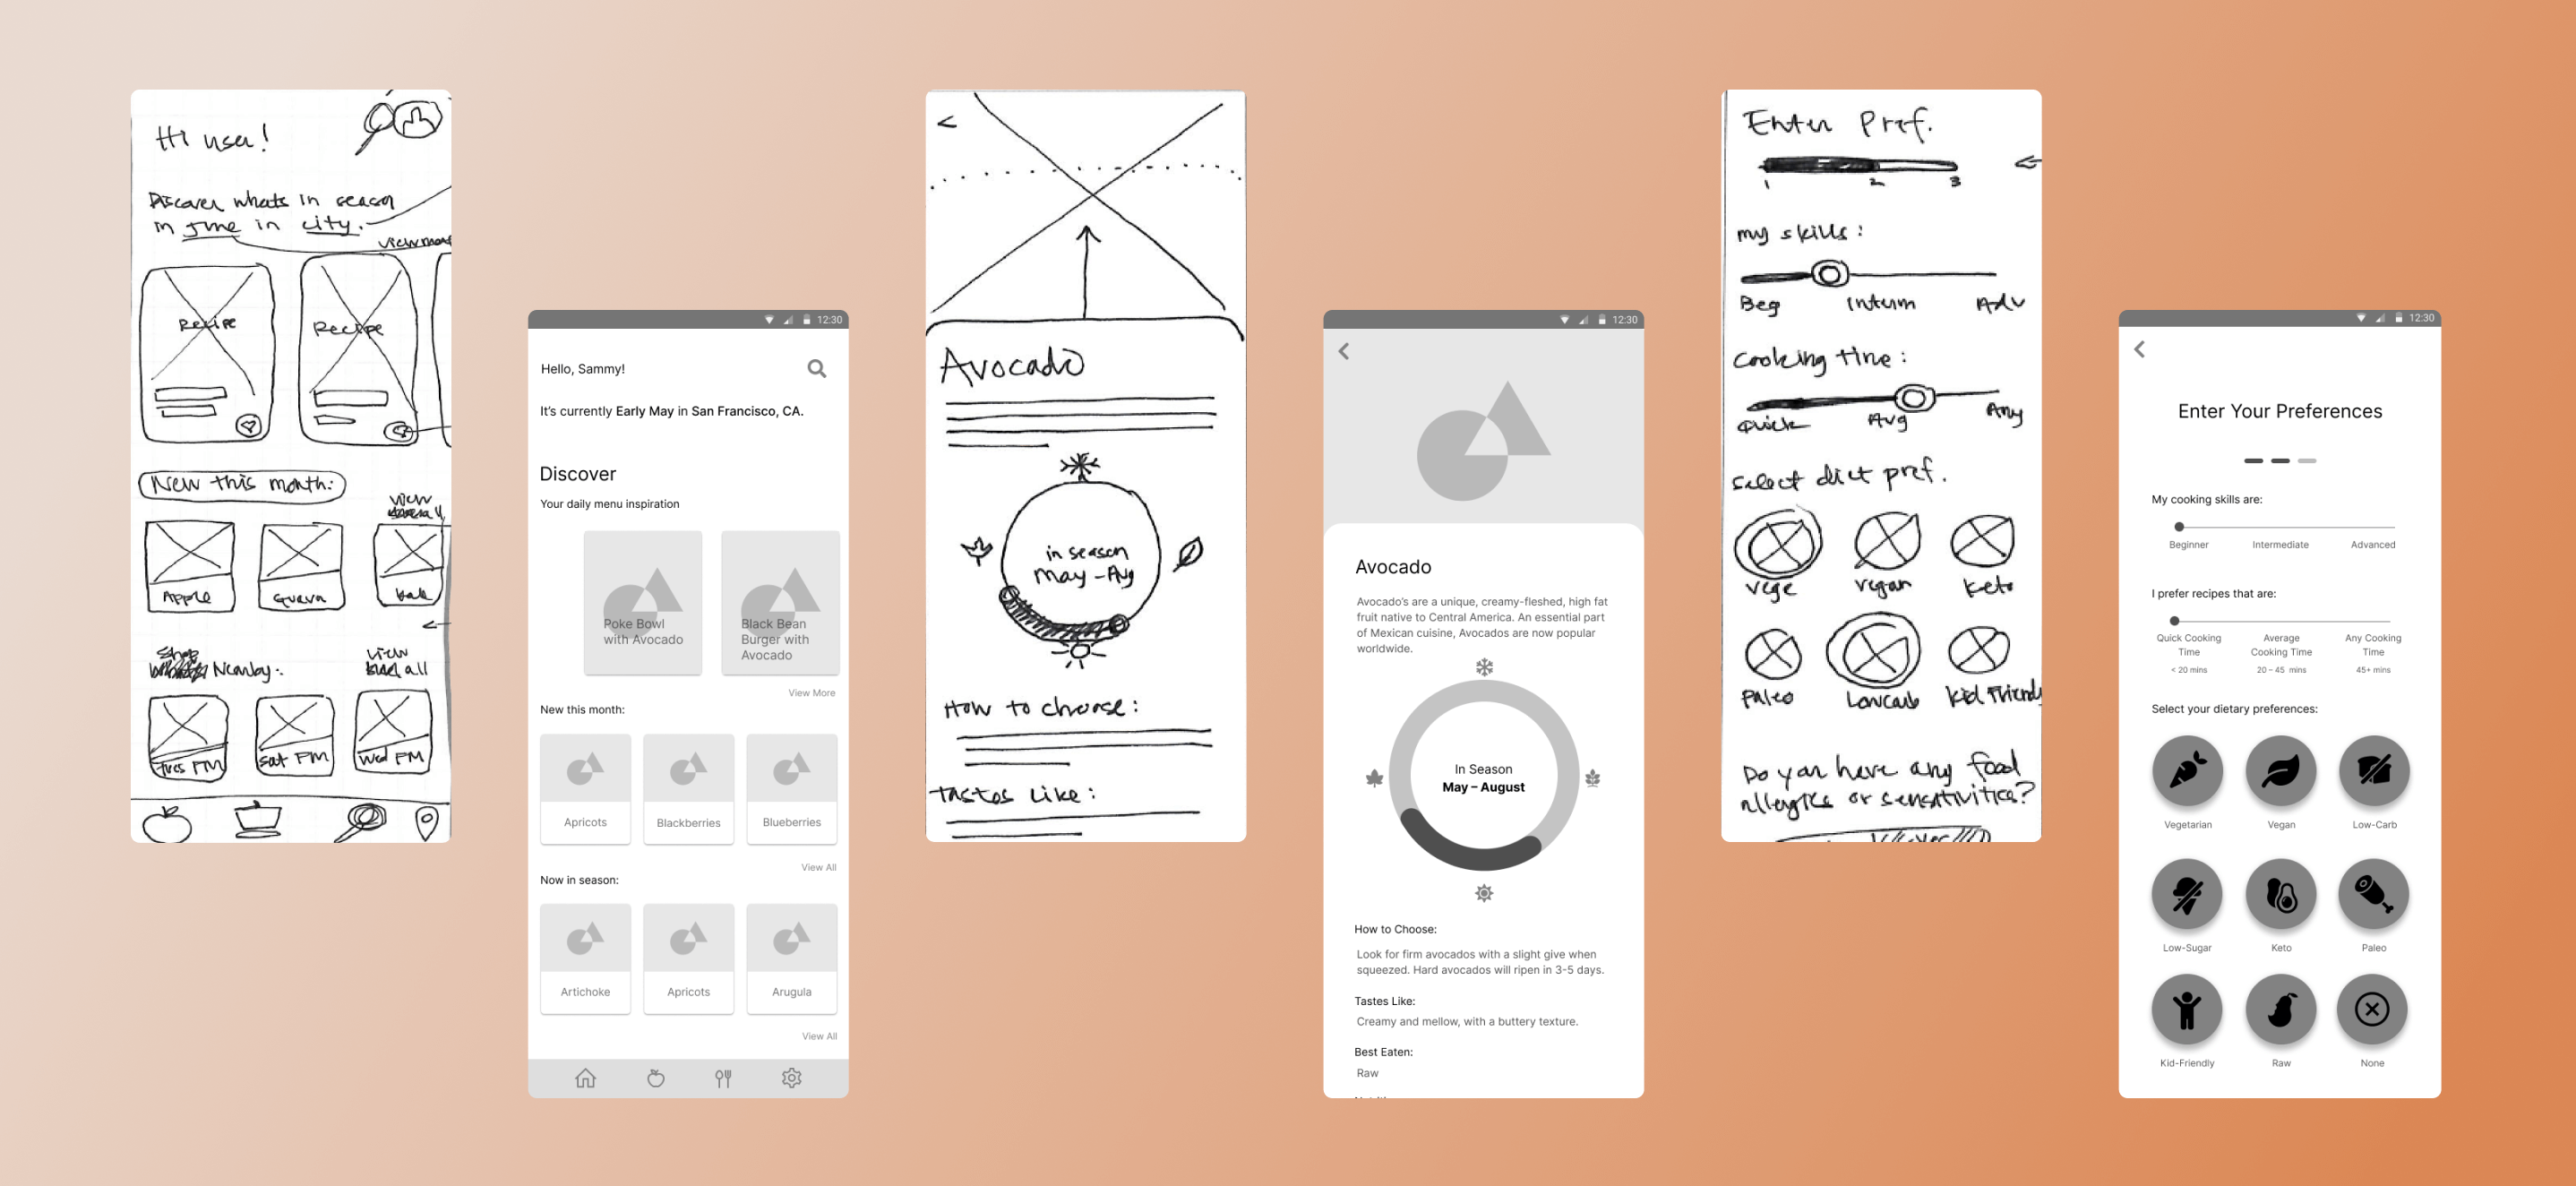 Hi user!
Discover whats in season
in June in city.
view more
Recipe
Recipe
New this month:
view
all
Apple
Guava
Shop
Nearby:
view
all
Tues FM
Sat FM
Wed FM
12:30
Hello, Sammy!
It's currently Early May in San Francisco, CA.
Discover
Your daily menu inspiration
Poke Bowl
with Avocado
Black Bean
Burger with
Avocado
View More
New this month:
Apricots
Blackberries
Blueberries
View All
Now in season:
Artichoke
Apricots
Arugula
View All
<
Avocado
in season
May - Aug
How to choose:
Tastes Like:
12:30
Avocado
Avocado's are a unique, creamy-fleshed, high fat
fruit native to Central America. An essential part
of Mexican cuisine, Avocados are now popular
worldwide.
In Season
May – August
How to Choose:
Look for firm avocados with a slight give when
squeezed. Hard avocados will ripen in 3-5 days.
Tastes Like:
Creamy and mellow, with a buttery texture.
Best Eaten:
Raw
Enter Pref.
1 2 3
my skills:
Beg Interm Adv
Cooking time:
Quick Avg Any
select diet pref.
Vege
vegan
keto
Paleo
Lowcarb
kid Friendly
Do you have any food
allergies or sensitivities?
12:30
Enter Your Preferences
My cooking skills are:
Beginner Intermediate Advanced
I prefer recipes that are:
Quick Cooking
Time
< 20 mins
Average
Cooking Time
20 – 45 mins
Any Cooking
Time
45+ mins
Select your dietary preferences:
Vegetarian
Vegan
Low-Carb
Low-Sugar
Keto
Paleo
Kid-Friendly
Raw
None